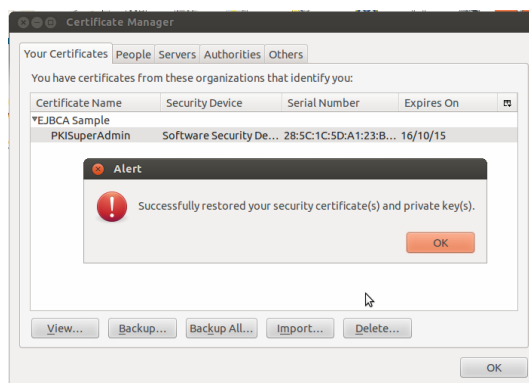 Certificate Manager
Your Certificates People Servers Authorities Others
You have certificates from these organizations that identify you:
Certificate Name Security Device Serial Number Expires On
EJBCA Sample
PKISuperAdmin Software Security De... 28:5C:1C:5D:A1:23:B... 16/10/15
Alert
Successfully restored your security certificate(s) and private key(s).
OK
View... Backup... Backup All... Import... Delete...
OK